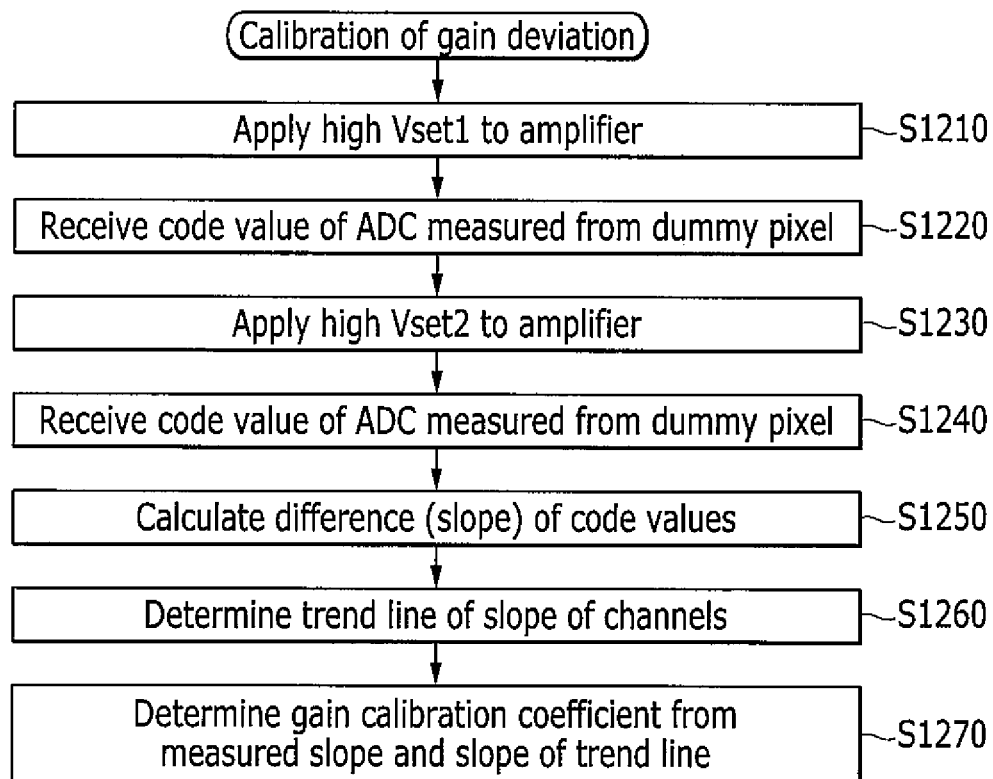 Calibration of gain deviation
Apply high Vset1 to amplifier
S1210
Receive code value of ADC measured from dummy pixel
S1220
Apply high Vset2 to amplifier
S1230
Receive code value of ADC measured from dummy pixel
S1240
Calculate difference (slope) of code values
S1250
Determine trend line of slope of channels
S1260
Determine gain calibration coefficient from
measured slope and slope of trend line
S1270